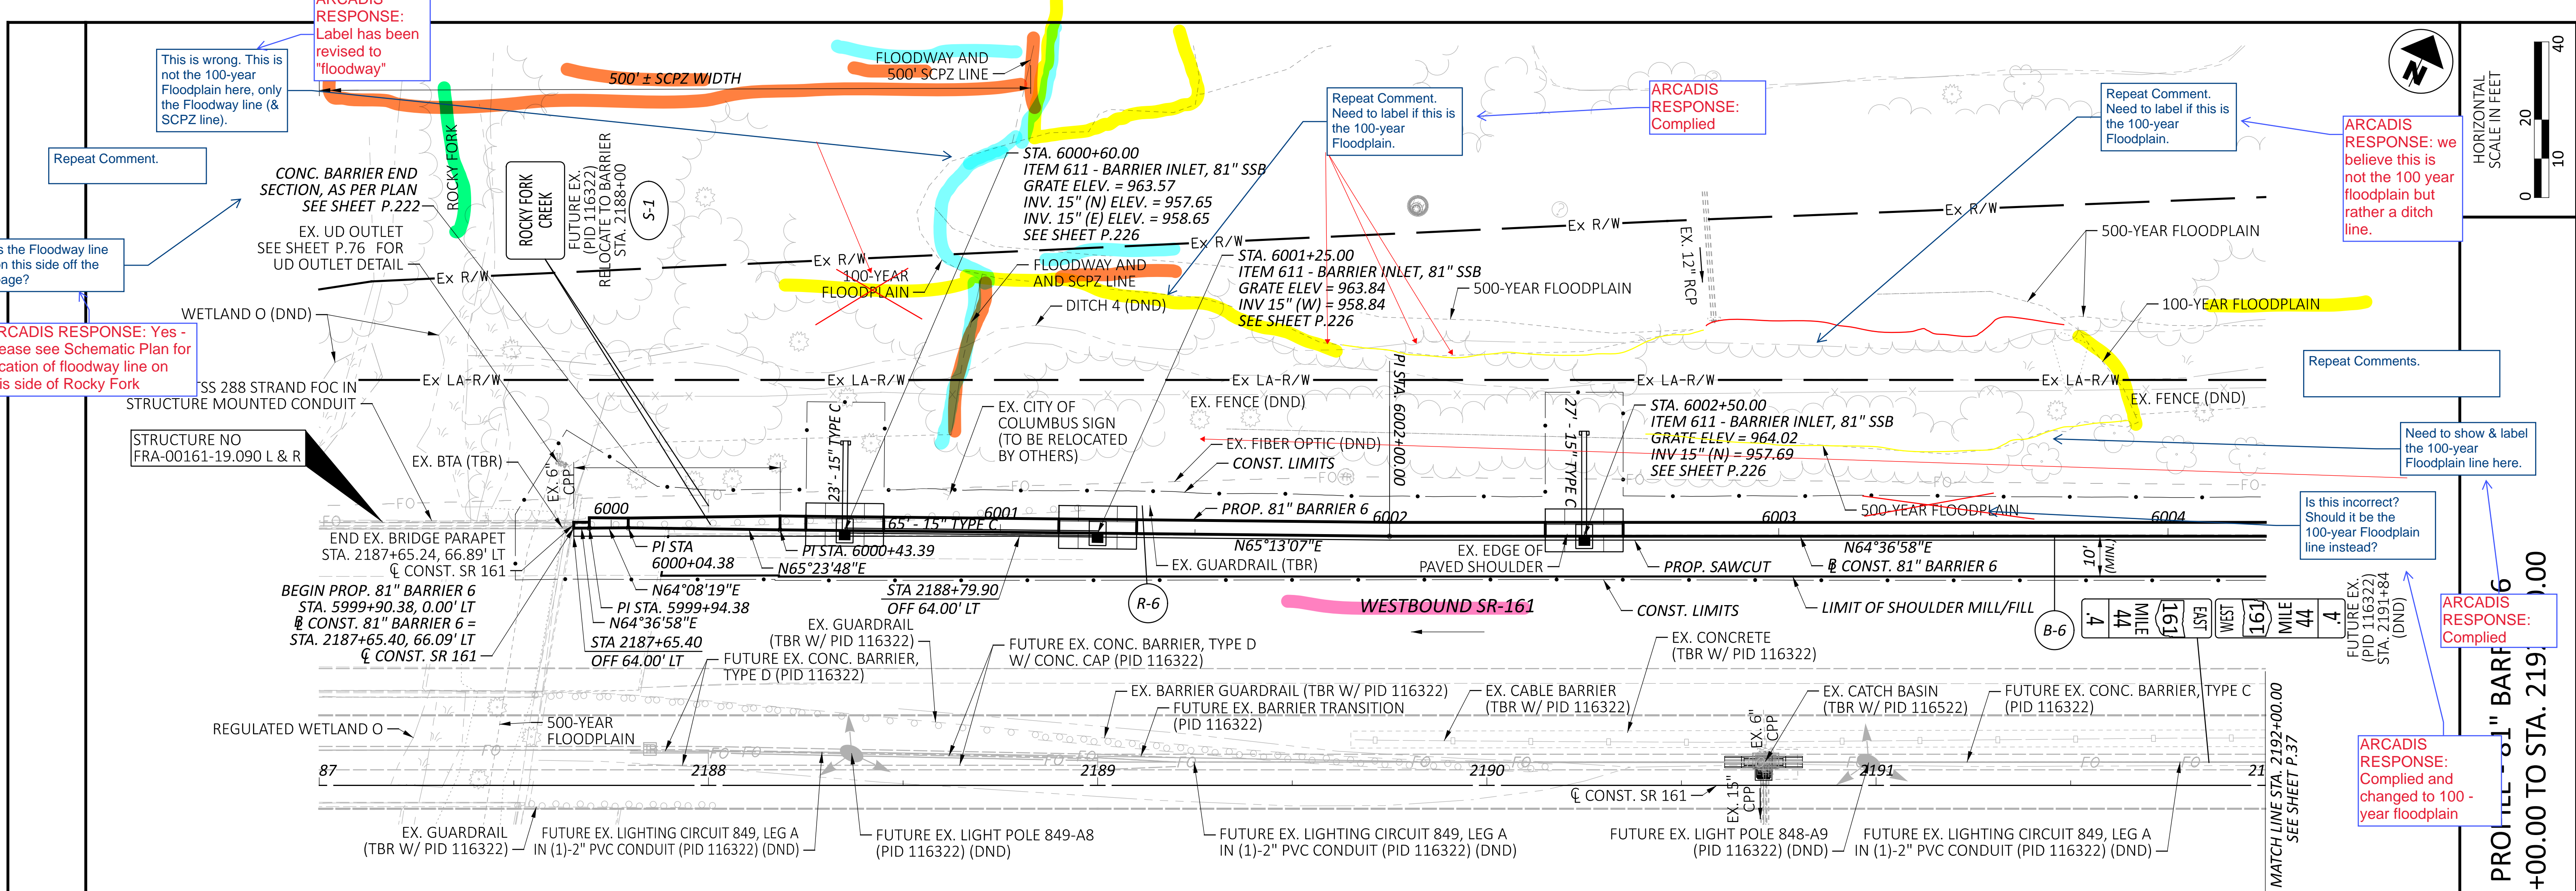 ARCADIS
RESPONSE:
Label has been
revised to
"floodway"
This is wrong. This is
not the 100-year
Floodplain here, only
the Floodway line (&
SCPZ line).
Repeat Comment.
500' ± SCPZ WIDTH
FLOODWAY AND
500' SCPZ LINE
Repeat Comment.
Need to label if this is
the 100-year
Floodplain.
ARCADIS
RESPONSE:
Complied
Repeat Comment.
Need to label if this is
the 100-year
Floodplain.
ARCADIS
RESPONSE: we
believe this is
not the 100 year
floodplain but
rather a ditch
line.
N
HORIZONTAL
SCALE IN FEET
0
10
20
40
CONC. BARRIER END
SECTION, AS PER PLAN
SEE SHEET P.222
ROCKY FORK
ROCKY FORK
CREEK
FUTURE EX.
(PID 116322)
RELOCATE TO BARRIER
STA. 2188+00
S-1
STA. 6000+60.00
ITEM 611 - BARRIER INLET, 81" SSB
GRATE ELEV. = 963.57
INV. 15" (N) ELEV. = 957.65
INV. 15" (E) ELEV. = 958.65
SEE SHEET P.226
EX. UD OUTLET
SEE SHEET P.76 FOR
UD OUTLET DETAIL
s the Floodway line
n this side off the
age?
RCADIS RESPONSE: Yes -
ease see Schematic Plan for
cation of floodway line on
is side of Rocky Fork
Ex R/W
Ex R/W
Ex R/W
Ex R/W
Ex R/W
100-YEAR
FLOODPLAIN
FLOODWAY AND
AND SCPZ LINE
DITCH 4 (DND)
STA. 6001+25.00
ITEM 611 - BARRIER INLET, 81" SSB
GRATE ELEV = 963.84
INV 15" (W) = 958.84
SEE SHEET P.226
500-YEAR FLOODPLAIN
EX. 12" RCP
500-YEAR FLOODPLAIN
100-YEAR FLOODPLAIN
WETLAND O (DND)
TSS 288 STRAND FOC IN
STRUCTURE MOUNTED CONDUIT
Ex LA-R/W
Ex LA-R/W
Ex LA-R/W
Ex LA-R/W
Ex LA-R/W
PI STA. 6002+00.00
Repeat Comments.
STRUCTURE NO
FRA-00161-19.090 L & R
EX. BTA (TBR)
EX. 6"
CPP
23' - 15" TYPE C
EX. CITY OF
COLUMBUS SIGN
(TO BE RELOCATED
BY OTHERS)
EX. FENCE (DND)
EX. FIBER OPTIC (DND)
CONST. LIMITS
27' - 15" TYPE C
STA. 6002+50.00
ITEM 611 - BARRIER INLET, 81" SSB
GRATE ELEV = 964.02
INV 15" (N) = 957.69
SEE SHEET P.226
EX. FENCE (DND)
Need to show & label
the 100-year
Floodplain line here.
Is this incorrect?
Should it be the
100-year Floodplain
line instead?
FO
FO
FO
FO
FO
FO
FO
6000
6001
6002
6003
6004
65' - 15" TYPE C
PROP. 81" BARRIER 6
500-YEAR FLOODPLAIN
END EX. BRIDGE PARAPET
STA. 2187+65.24, 66.89' LT
℄ CONST. SR 161
PI STA
6000+04.38
PI STA. 6000+43.39
N65°23'48"E
EX. GUARDRAIL (TBR)
N65°13'07"E
EX. EDGE OF
PAVED SHOULDER
PROP. SAWCUT
B CONST. 81" BARRIER 6
N64°36'58"E
10'
(MIN.)
BEGIN PROP. 81" BARRIER 6
STA. 5999+90.38, 0.00' LT
B CONST. 81" BARRIER 6 =
STA. 2187+65.40, 66.09' LT
℄ CONST. SR 161
N64°08'19"E
PI STA. 5999+94.38
N64°36'58"E
STA 2187+65.40
OFF 64.00' LT
STA 2188+79.90
OFF 64.00' LT
R-6
WESTBOUND SR-161
CONST. LIMITS
LIMIT OF SHOULDER MILL/FILL
B-6
EAST
161
MILE
44
.4
WEST
161
MILE
44
.4
FUTURE EX.
(PID 116322)
STA. 2191+84
(DND)
ARCADIS
RESPONSE:
Complied
ARCADIS
RESPONSE:
Complied and
changed to 100 -
year floodplain
EX. GUARDRAIL
(TBR W/ PID 116322)
FUTURE EX. CONC. BARRIER,
TYPE D (PID 116322)
FUTURE EX. CONC. BARRIER, TYPE D
W/ CONC. CAP (PID 116322)
EX. CONCRETE
(TBR W/ PID 116322)
EX. BARRIER GUARDRAIL (TBR W/ PID 116322)
FUTURE EX. BARRIER TRANSITION
(PID 116322)
EX. CABLE BARRIER
(TBR W/ PID 116322)
EX. 6"
CPP
EX. CATCH BASIN
(TBR W/ PID 116522)
FUTURE EX. CONC. BARRIER, TYPE C
(PID 116322)
REGULATED WETLAND O
500-YEAR
FLOODPLAIN
FO
FO
FO
FO
FO
FO
FO
FO
FO
FO
87
2188
2189
2190
2191
21
℄ CONST. SR 161
EX. 15"
CPP
MATCH LINE STA. 2192+00.00
SEE SHEET P.37
EX. GUARDRAIL
(TBR W/ PID 116322)
FUTURE EX. LIGHTING CIRCUIT 849, LEG A
IN (1)-2" PVC CONDUIT (PID 116322) (DND)
FUTURE EX. LIGHT POLE 849-A8
(PID 116322) (DND)
FUTURE EX. LIGHTING CIRCUIT 849, LEG A
IN (1)-2" PVC CONDUIT (PID 116322) (DND)
FUTURE EX. LIGHT POLE 848-A9
(PID 116322) (DND)
FUTURE EX. LIGHTING CIRCUIT 849, LEG A
IN (1)-2" PVC CONDUIT (PID 116322) (DND)
PROFILE - 81" BARR 6
+00.00 TO STA. 219 .00